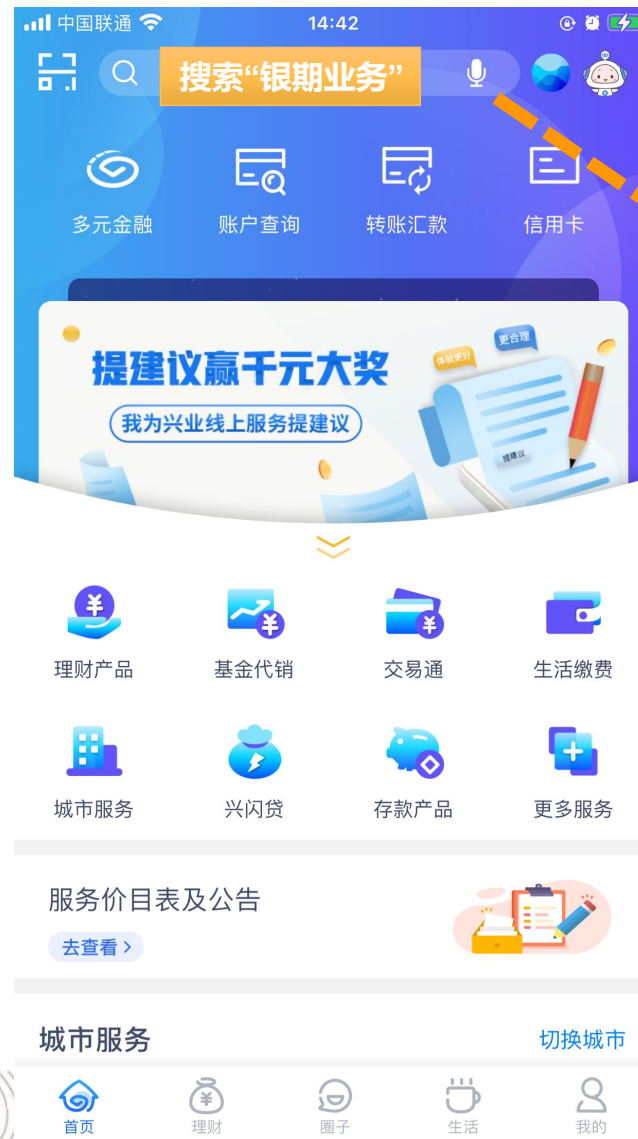 中国联通
14:42
搜索“银期业务”
多元金融
账户查询
转账汇款
信用卡
更合理
体验更好
提建议赢千元大奖
我为兴业线上服务提建议
提建议
理财产品
基金代销
交易通
生活缴费
城市服务
兴闪贷
存款产品
更多服务
服务价目表及公告
去查看 >
城市服务
切换城市
首页
理财
圈子
生活
我的